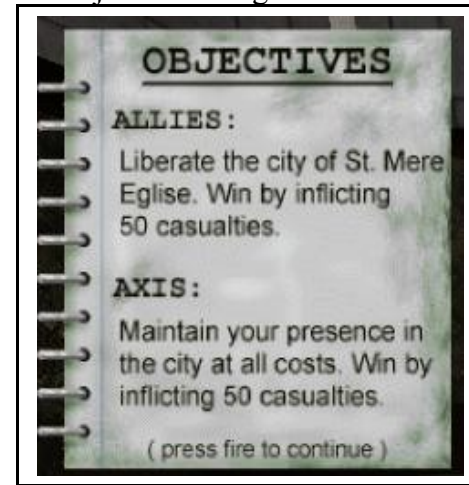 OBJECTIVES
ALLIES:
Liberate the city of St. Mere
Eglise. Win by inflicting
50 casualties.
AXIS:
Maintain your presence in
the city at all costs. Win by
inflicting 50 casualties.
( press fire to continue )